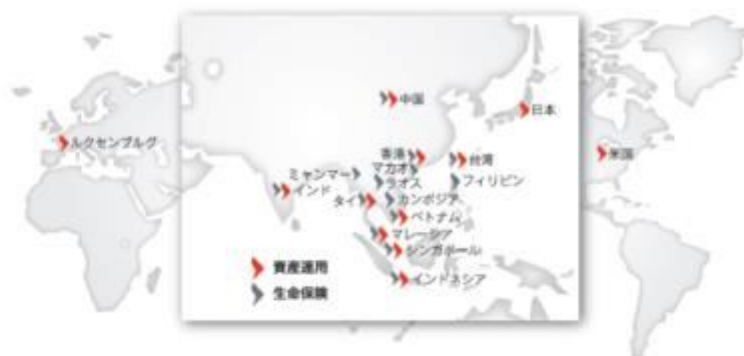 中国
日本
ルクセンブルグ
香港
台湾
米国
マカオ
ミャンマー
ラオス
フィリピン
インド
タイ
カンボジア
ベトナム
マレーシア
シンガポール
資産運用
インドネシア
生命保険